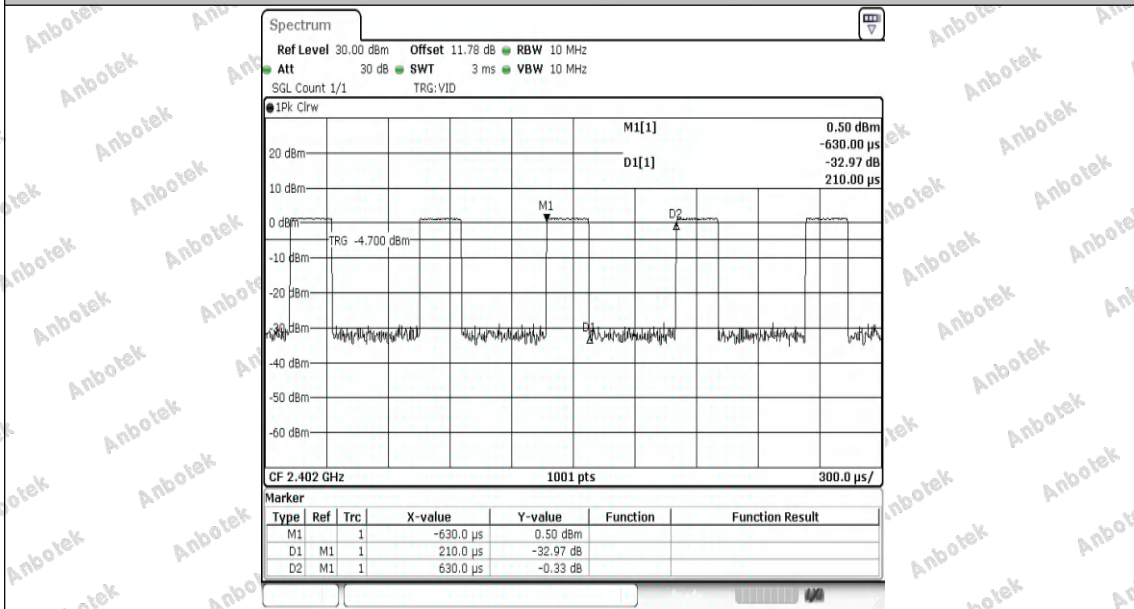 Spectrum
Ref Level 30.00 dBm Offset 11.78 dB RBW 10 MHz
Att 30 dB SWT 3 ms VBW 10 MHz
SGL Count 1/1 TRG:VID
1Pk Clrw
M1[1] 0.50 dBm
-630.00 µs
D1[1] -32.97 dB
210.00 µs
20 dBm
10 dBm
M1
D2
0 dBm
TRG -4.700 dBm
-10 dBm
-20 dBm
-30 dBm
D1
-40 dBm
-50 dBm
-60 dBm
CF 2.402 GHz 1001 pts 300.0 µs/
Marker
Type Ref Trc X-value Y-value Function Function Result
M1 1 -630.0 µs 0.50 dBm
D1 M1 1 210.0 µs -32.97 dB
D2 M1 1 630.0 µs -0.33 dB
Anbotek